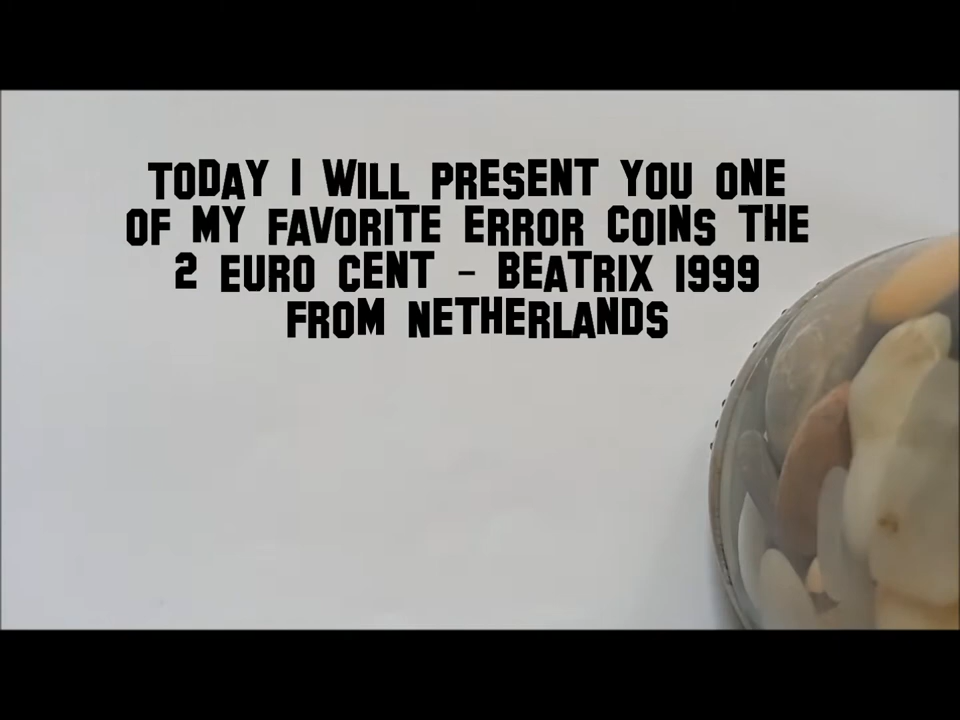 TODAY I WILL PRESENT YOU ONE
OF MY FAVORITE ERROR COINS THE
2 EURO CENT - BEATRIX 1999
FROM NETHERLANDS